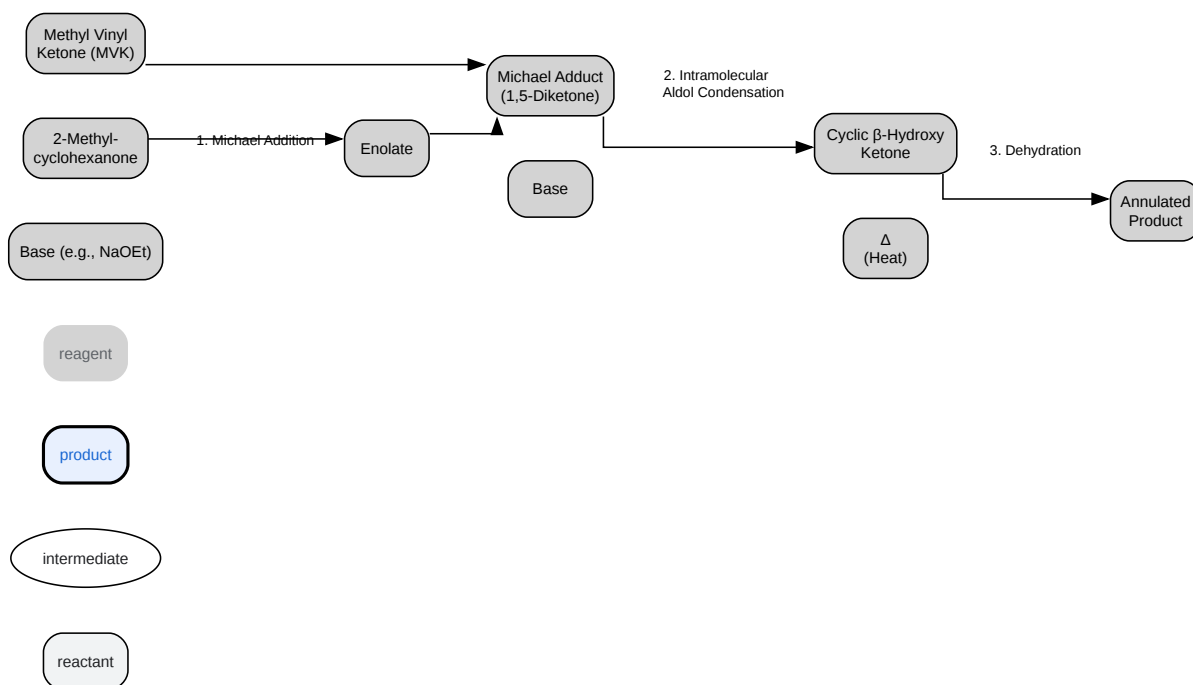 Methyl Vinyl
Ketone (MVK)
2-Methyl-
cyclohexanone
1. Michael Addition
Enolate
Michael Adduct
(1,5-Diketone)
Base
2. Intramolecular
Aldol Condensation
Cyclic β-Hydroxy
Ketone
Δ
(Heat)
3. Dehydration
Annulated
Product
Base (e.g., NaOEt)
reagent
product
intermediate
reactant